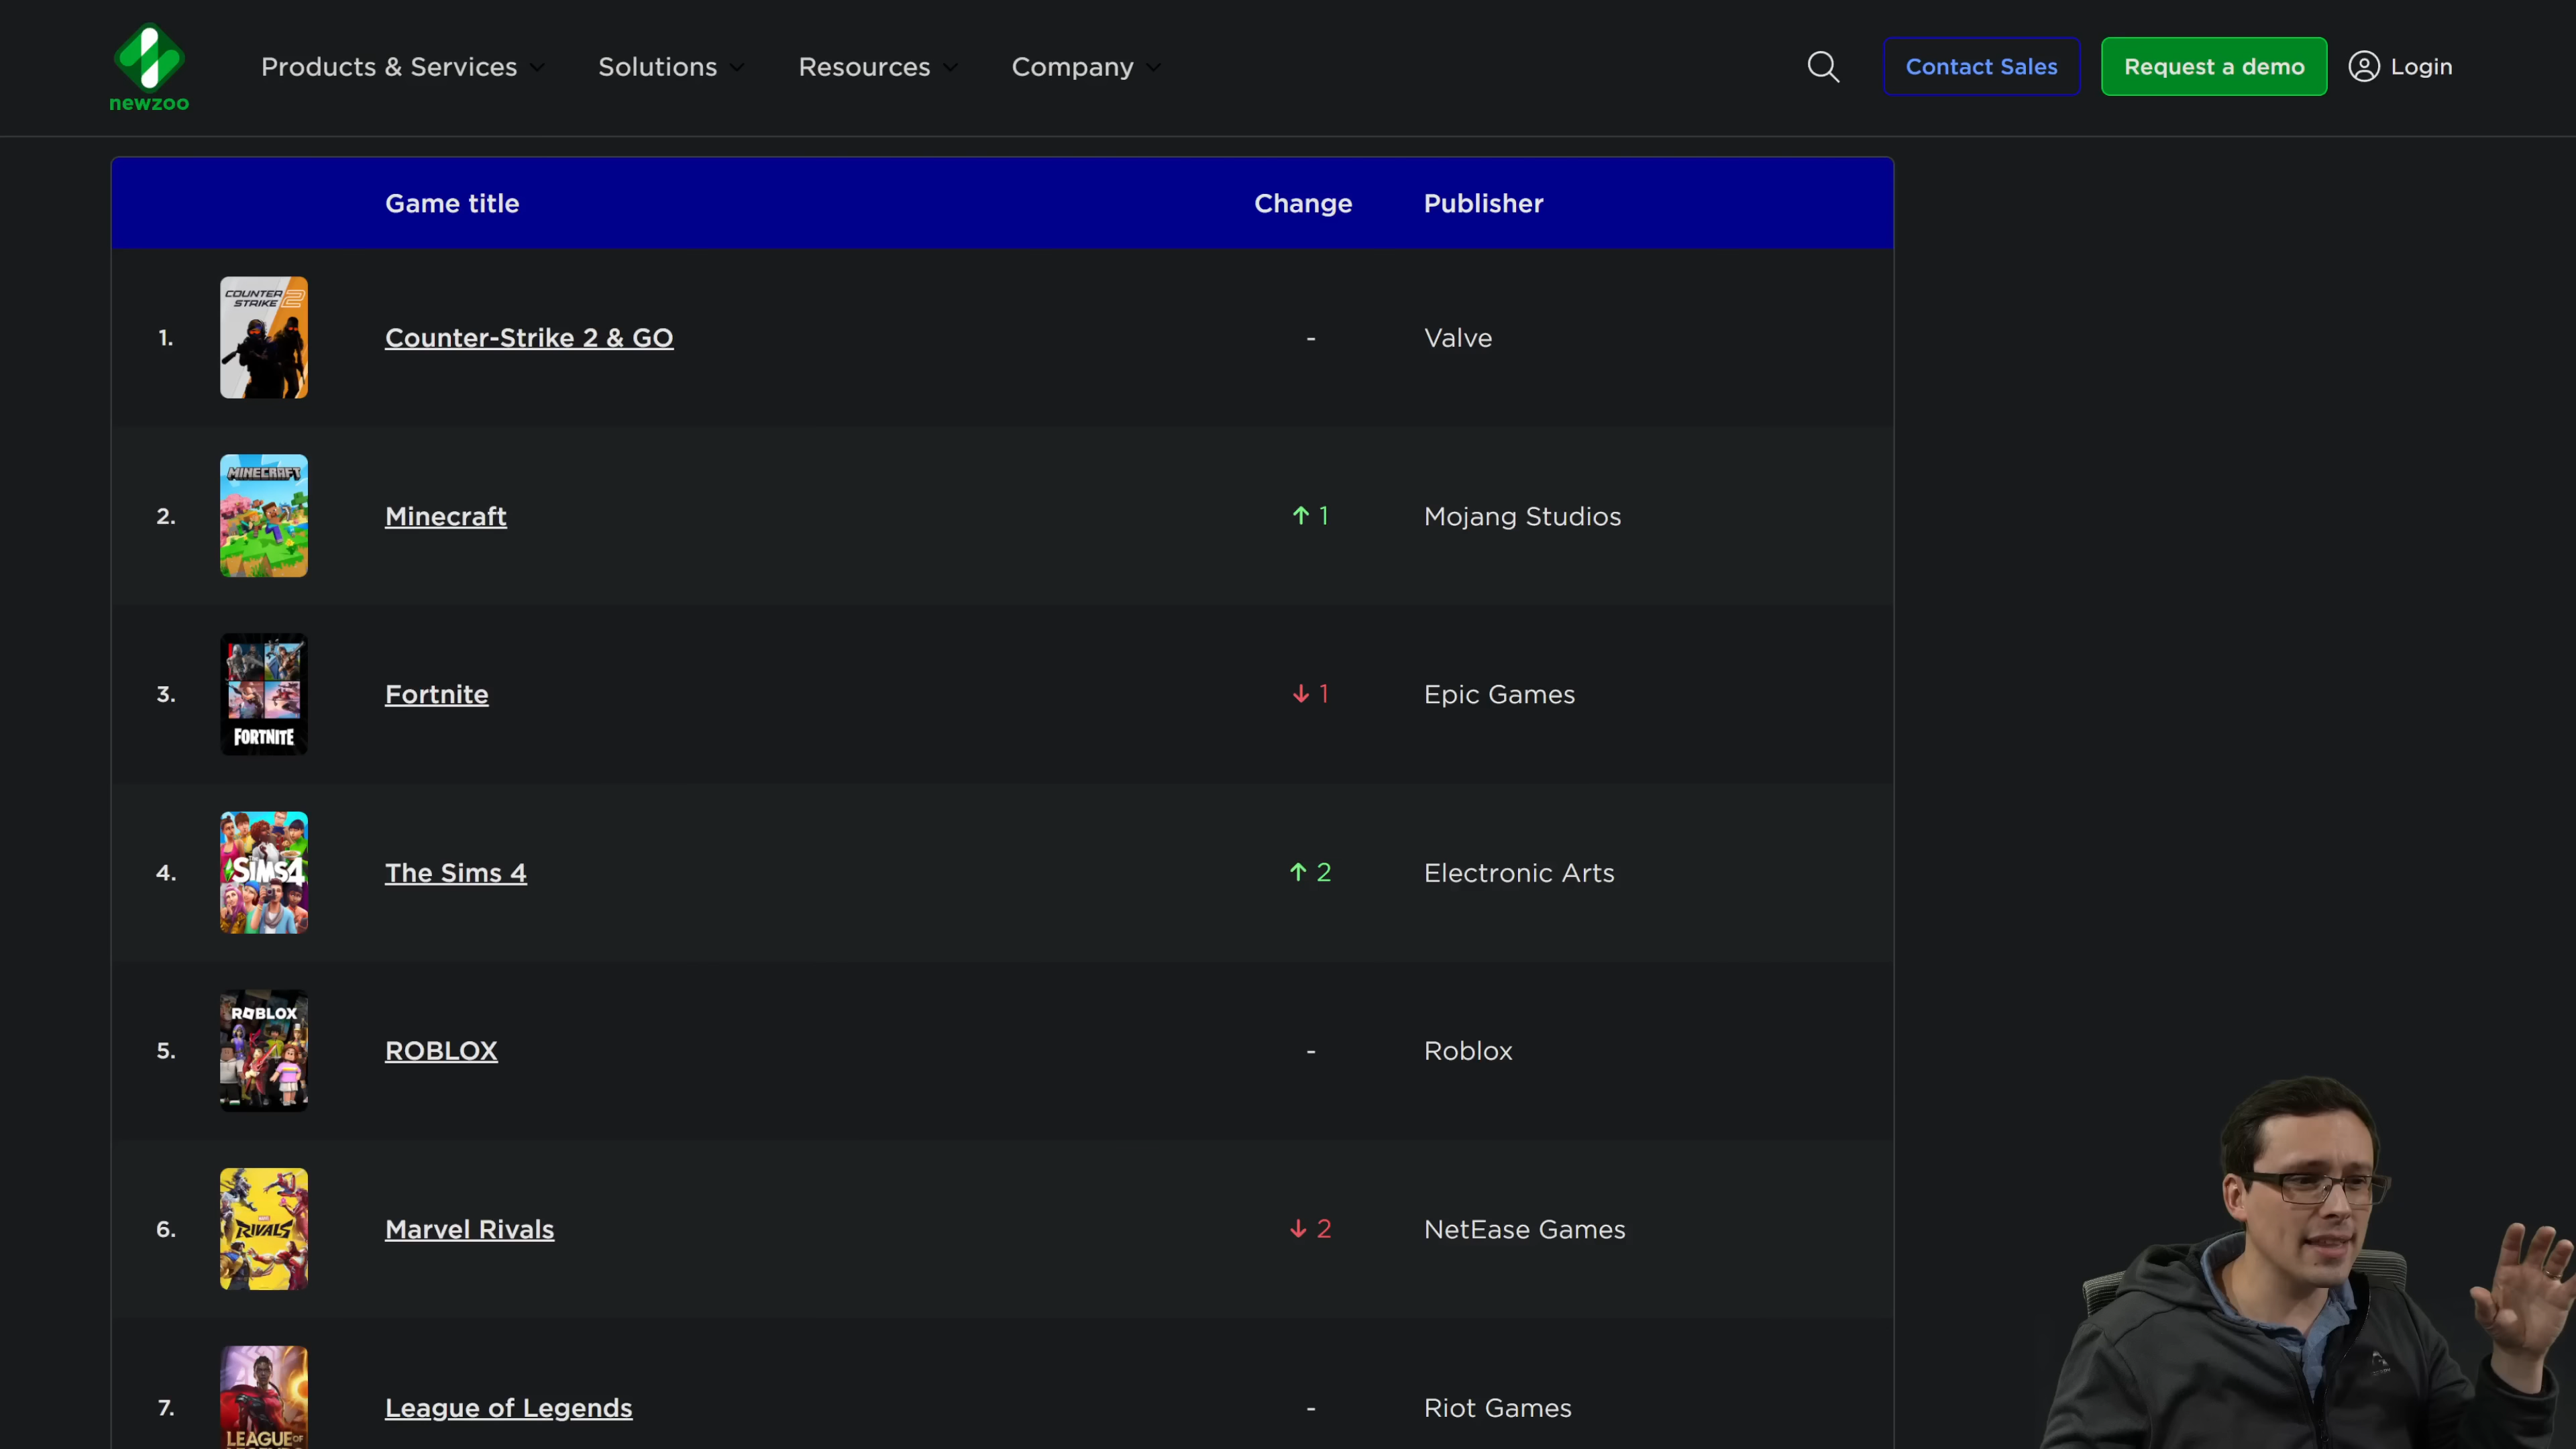 newzoo
Products & Services
Solutions
Resources
Company
Contact Sales
Request a demo
Login
Game title Change Publisher
1. COUNTER STRIKE 2 Counter-Strike 2 & GO - Valve
2. MINECRAFT Minecraft ↑ 1 Mojang Studios
3. FORTNITE Fortnite ↓ 1 Epic Games
4. SIMS4 The Sims 4 ↑ 2 Electronic Arts
5. ROBLOX ROBLOX - Roblox
6. RIVALS Marvel Rivals ↓ 2 NetEase Games
7. LEAGUE OF League of Legends - Riot Games